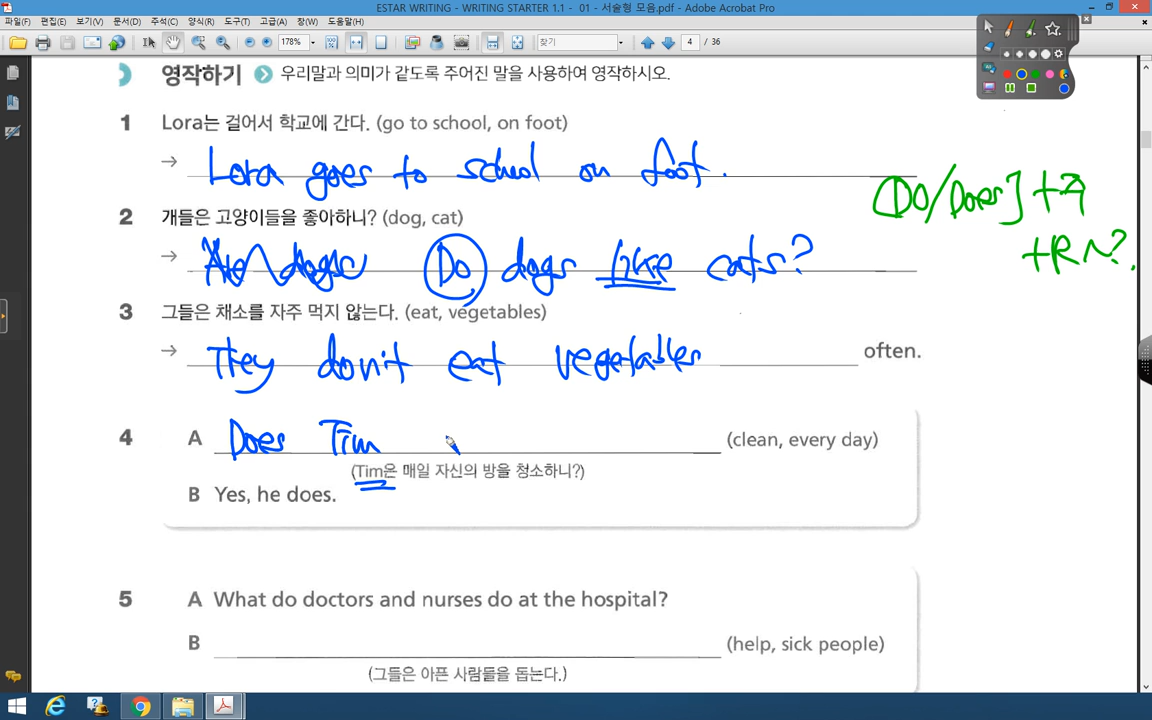 ESTAR WRITING - WRITING STARTER 1.1 - 01 - 서술형 모음.pdf - Adobe Acrobat Pro
파일(F) 편집(E) 보기(V) 문서(D) 주석(C) 양식(R) 도구(T) 고급(A) 창(W) 도움말(H)
178% 찾기 4 / 36
영작하기 우리말과 의미가 같도록 주어진 말을 사용하여 영작하시오.
1 Lora는 걸어서 학교에 간다. (go to school, on foot)
→ Lora goes to school on foot.
(Do/Does] +주
2 개들은 고양이들을 좋아하니? (dog, cat)
→ Do dogs like cats?
+R ~?
3 그들은 채소를 자주 먹지 않는다. (eat, vegetables)
→ They don't eat vegetables often.
4 A Does Tim (clean, every day)
(Tim은 매일 자신의 방을 청소하니?)
B Yes, he does.
5 A What do doctors and nurses do at the hospital?
B (help, sick people)
(그들은 아픈 사람들을 돕는다.)